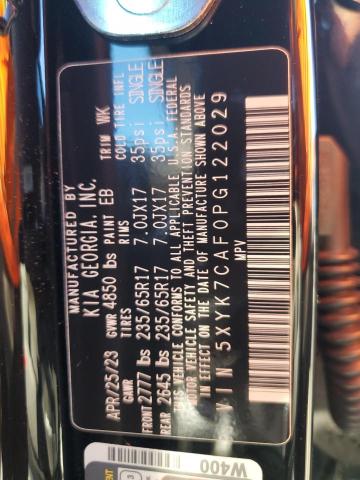 MANUFACTURED BY
KIA GEORGIA, INC.
APR/25/23 GVWR 4850 lbs PAINT EB TRIM WK
GAWR TIRES RIMS COLD TIRE INFL
FRONT 2777 lbs 235/65R17 7.0JX17 35psi SINGLE
REAR 2645 lbs 235/65R17 7.0JX17 35psi SINGLE
THIS VEHICLE CONFORMS TO ALL APPLICABLE U.S.A. FEDERAL
MOTOR VEHICLE SAFETY AND THEFT PREVENTION STANDARDS
IN EFFECT ON THE DATE OF MANUFACTURE SHOWN ABOVE
VIN 5XYK7CAF0PG122029
MPV
W400